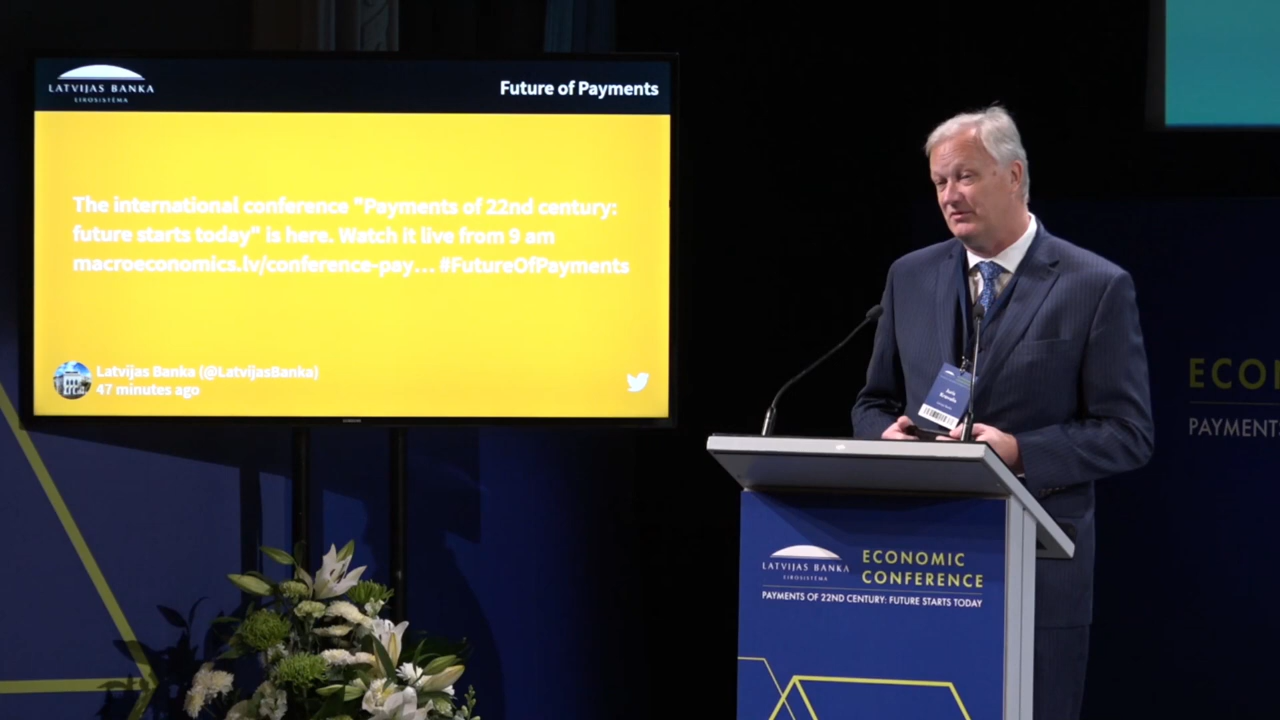 LATVIJAS BANKA
EIROSISTĒMA
Future of Payments
The international conference "Payments of 22nd century:
future starts today" is here. Watch it live from 9 am
macroeconomics.lv/conference-pay… #FutureOfPayments
Latvijas Banka (@LatvijasBanka)
47 minutes ago
ECO
PAYMENT
Juris
LATVIJAS BANKA
EIROSISTĒMA
ECONOMIC
CONFERENCE
PAYMENTS OF 22ND CENTURY: FUTURE STARTS TODAY